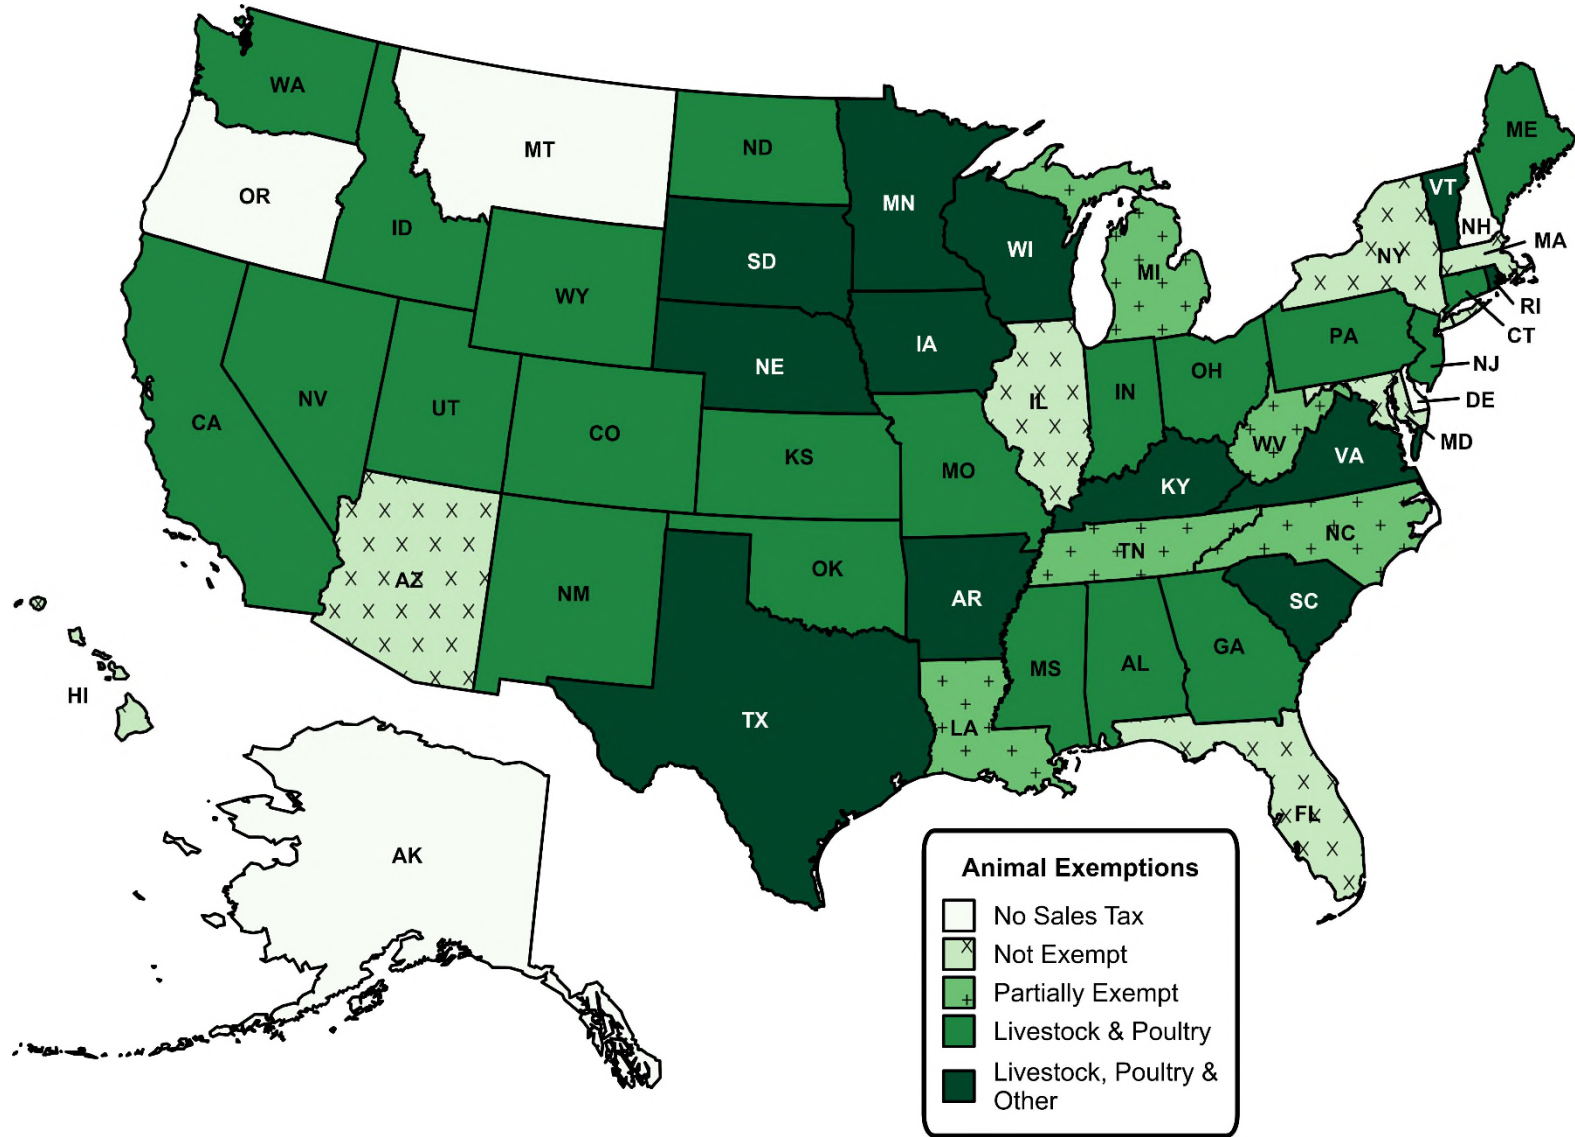 WA
MT
ND
ME
OR
ID
MN
VT
NH
MA
SD
WI
NY
MI
WY
RI
CT
IA
PA
NE
NJ
NV
UT
OH
IN
DE
CA
CO
IL
MD
KS
MO
WV
VA
KY
NC
TN
AZ
NM
OK
AR
SC
HI
MS
AL
GA
TX
LA
FL
AK
Animal Exemptions
No Sales Tax
Not Exempt
Partially Exempt
Livestock & Poultry
Livestock, Poultry &
Other